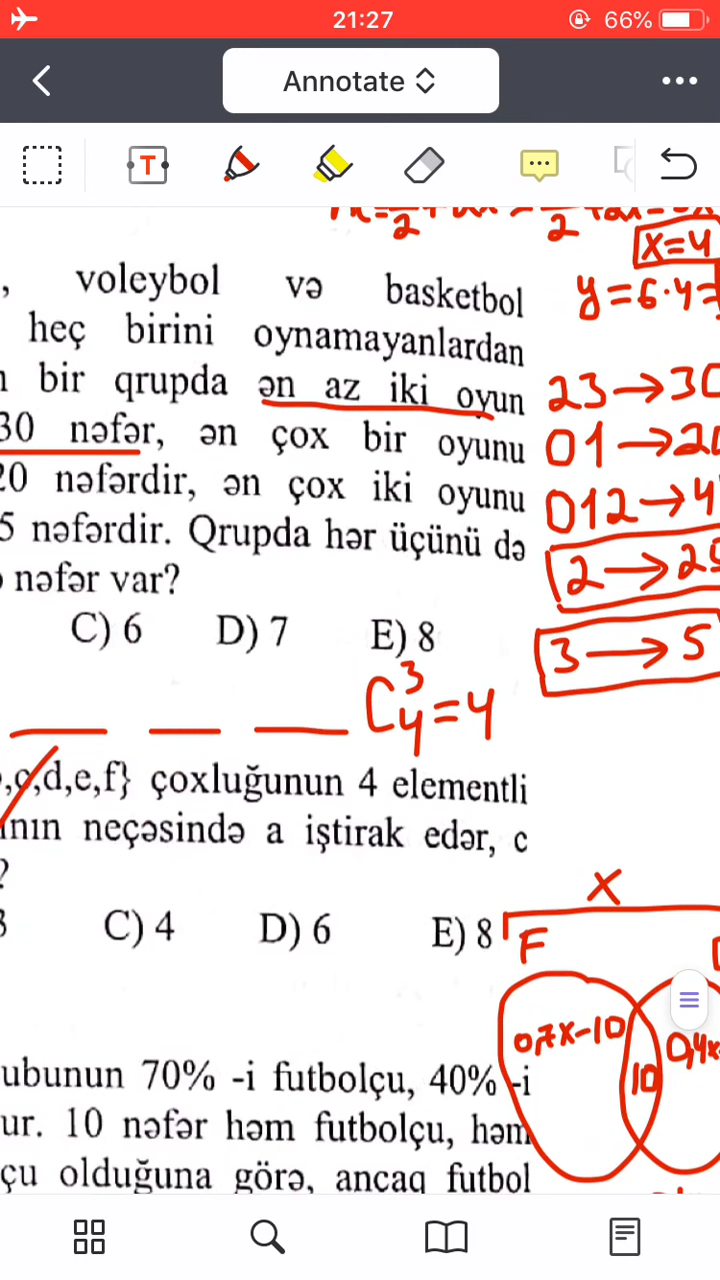 21:27
66%
Annotate
T
x=4
, voleybol və basketbol
y=6·4=
heç birini oynamayanlardan
bir qrupda ən az iki oyun
23→30
30 nəfər, ən çox bir oyunu
01→20
20 nəfərdir, ən çox iki oyunu
012→4
5 nəfərdir. Qrupda hər üçünü də
2→25
nəfər var?
C) 6 D) 7 E) 8
3→5
C₄³=4
,c,d,e,f} çoxluğunun 4 elementli
ının neçəsində a iştirak edər, c
?
C) 4 D) 6 E) 8
X
F
0,7x-10
10
0,4x
ubunun 70% -i futbolçu, 40% -i
ur. 10 nəfər həm futbolçu, həm
çu olduğuna görə, ancaq futbol